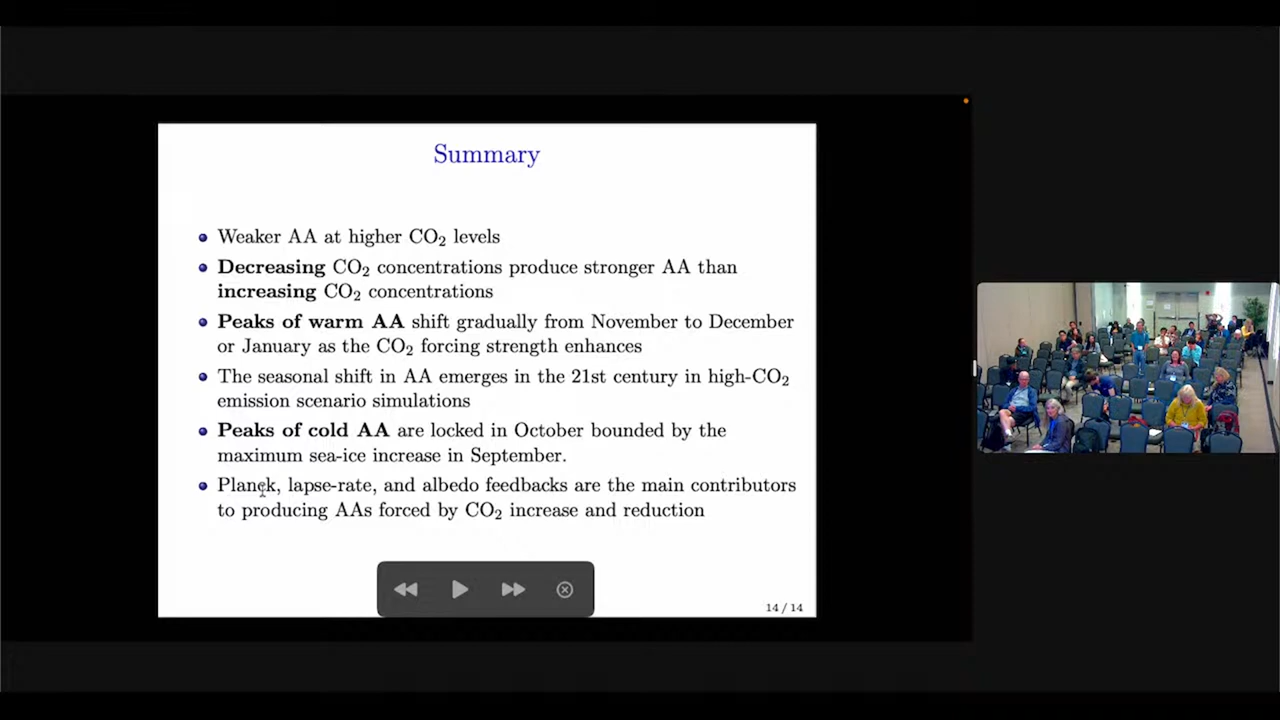 Summary
Weaker AA at higher CO₂ levels
Decreasing CO₂ concentrations produce stronger AA than
increasing CO₂ concentrations
Peaks of warm AA shift gradually from November to December
or January as the CO₂ forcing strength enhances
The seasonal shift in AA emerges in the 21st century in high-CO₂
emission scenario simulations
Peaks of cold AA are locked in October bounded by the
maximum sea-ice increase in September.
Planck, lapse-rate, and albedo feedbacks are the main contributors
to producing AAs forced by CO₂ increase and reduction
14 / 14